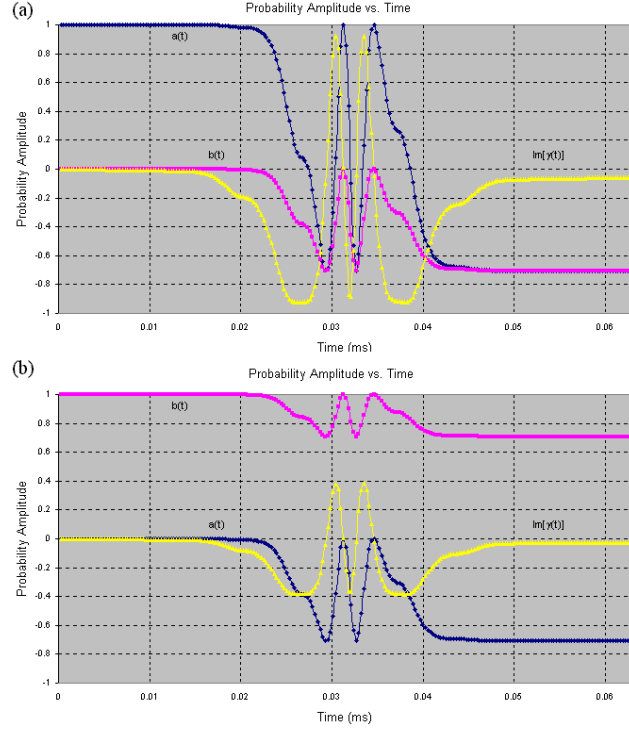 (a)
Probability Amplitude vs. Time
1
0.8
0.6
0.4
0.2
0
-0.2
-0.4
-0.6
-0.8
-1
Probability Amplitude
a(t)
b(t)
Im[γ(t)]
0 0.01 0.02 0.03 0.04 0.05 0.06
Time (ms)
(b)
Probability Amplitude vs. Time
1
0.8
0.6
0.4
0.2
0
-0.2
-0.4
-0.6
-0.8
-1
Probability Amplitude
b(t)
a(t)
Im[γ(t)]
0 0.01 0.02 0.03 0.04 0.05 0.06
Time (ms)